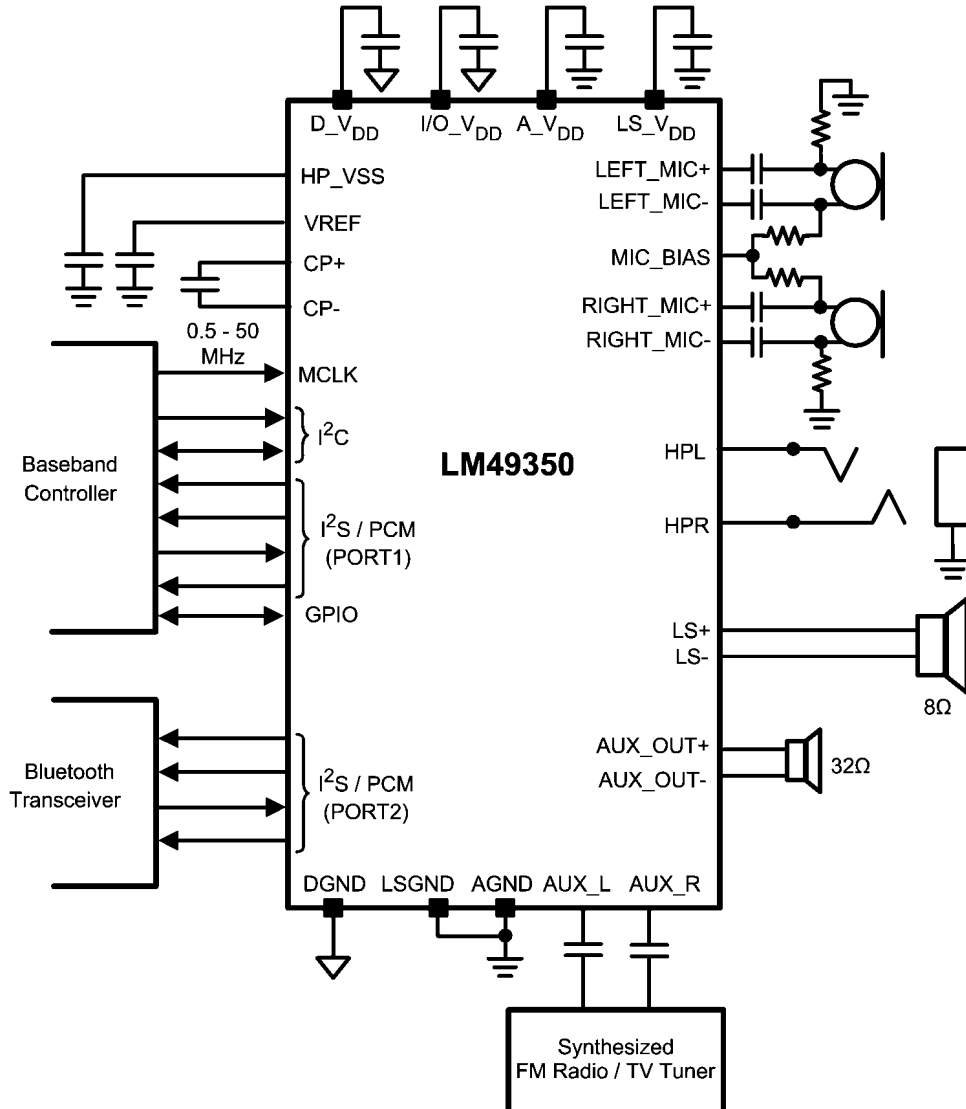 D_VDD I/O_VDD A_VDD LS_VDD
HP_VSS
VREF
CP+
CP-
0.5 - 50
MHz
MCLK
I²C
I²S / PCM
(PORT1)
GPIO
Baseband
Controller
Bluetooth
Transceiver
I²S / PCM
(PORT2)
LM49350
LEFT_MIC+
LEFT_MIC-
MIC_BIAS
RIGHT_MIC+
RIGHT_MIC-
HPL
HPR
LS+
LS-
8Ω
AUX_OUT+
AUX_OUT-
32Ω
DGND LSGND AGND AUX_L AUX_R
Synthesized
FM Radio / TV Tuner